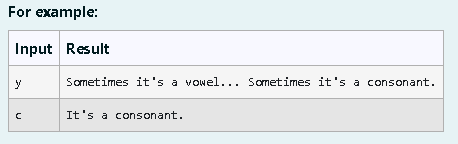 For example:
Input Result
y Sometimes it's a vowel... Sometimes it's a consonant.
c It's a consonant.